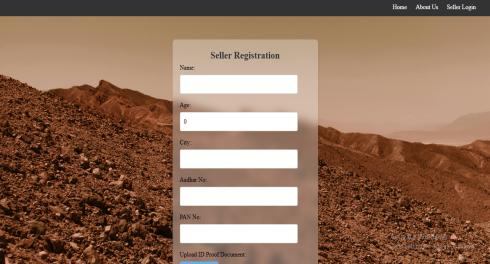 Home About Us Seller Login
Seller Registration
Name:
Age:
0
City:
Aadhar No:
PAN No:
Upload ID Proof Document